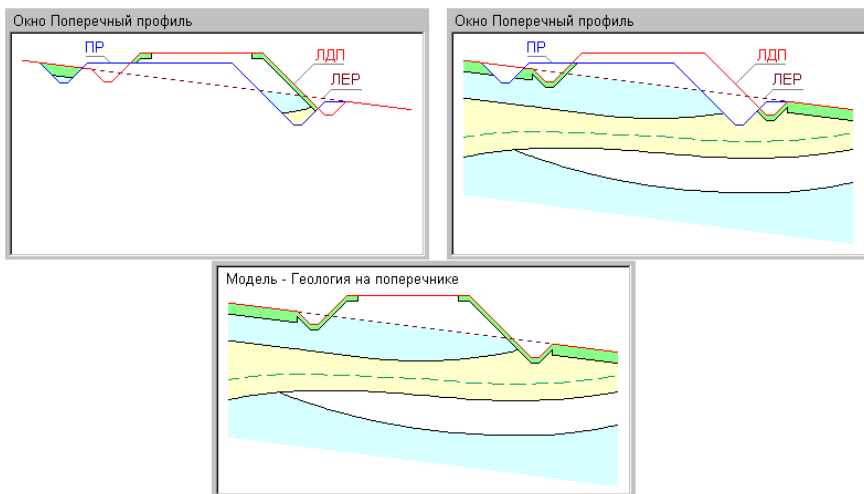 Окно Поперечный профиль
ПР
ЛДП
ЛЕР
Окно Поперечный профиль
ПР
ЛДП
ЛЕР
Модель - Геология на поперечнике